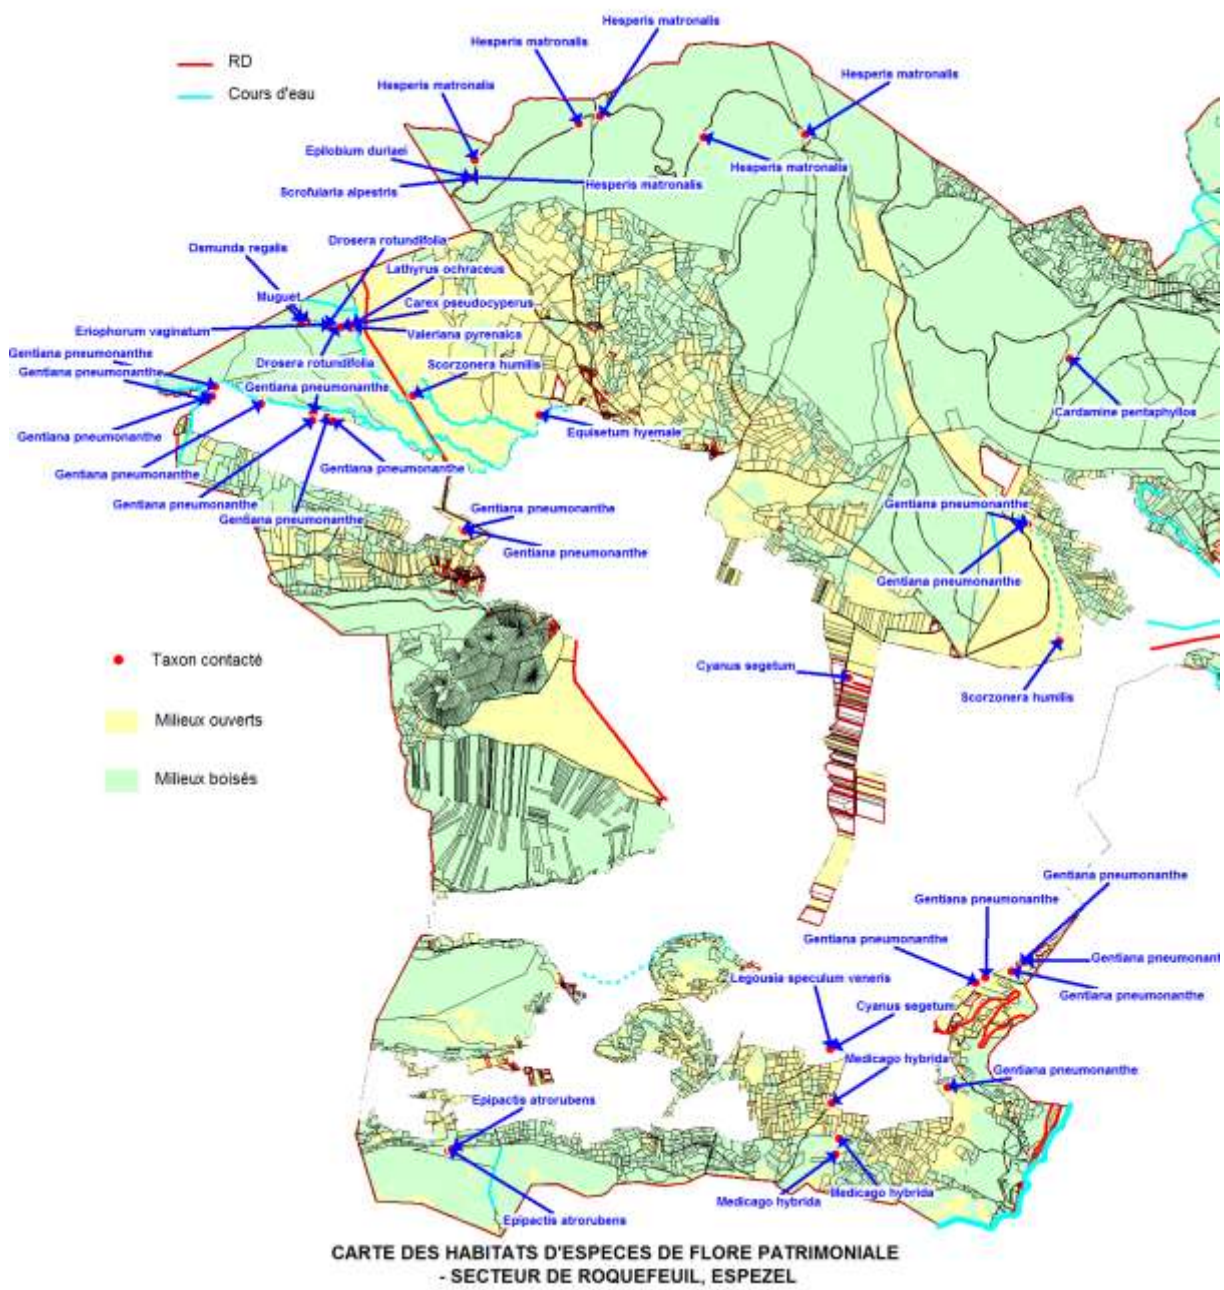 Hesperis matronalis
Hesperis matronalis
RD
Hesperis matronalis
Hesperis matronalis
Cours d'eau
Epilobium duriaei
Hesperis matronalis
Scrofularia alpestris
Hesperis matronalis
Osmunda regalis
Drosera rotundifolia
Lathyrus ochraceus
Muguet
Carex pseudocyperus
Eriophorum vaginatum
Valeriana pyrenaica
Gentiana pneumonanthe
Drosera rotundifolia
Scorzonera humilis
Gentiana pneumonanthe
Gentiana pneumonanthe
Cardamine pentaphyllos
Gentiana pneumonanthe
Equisetum hyemale
Gentiana pneumonanthe
Gentiana pneumonanthe
Gentiana pneumonanthe
Gentiana pneumonanthe
Gentiana pneumonanthe
Gentiana pneumonanthe
Gentiana pneumonanthe
Gentiana pneumonanthe
Taxon contacté
Cyanus segetum
Scorzonera humilis
Milieux ouverts
Milieux boisés
Gentiana pneumonanthe
Gentiana pneumonanthe
Gentiana pneumonanthe
Gentiana pneumonant
Legousia speculum veneris
Gentiana pneumonanthe
Cyanus segetum
Medicago hybrida
Gentiana pneumonanthe
Epipactis atrorubens
Medicago hybrida
Medicago hybrida
Epipactis atrorubens
CARTE DES HABITATS D'ESPECES DE FLORE PATRIMONIALE
- SECTEUR DE ROQUEFEUIL, ESPEZEL